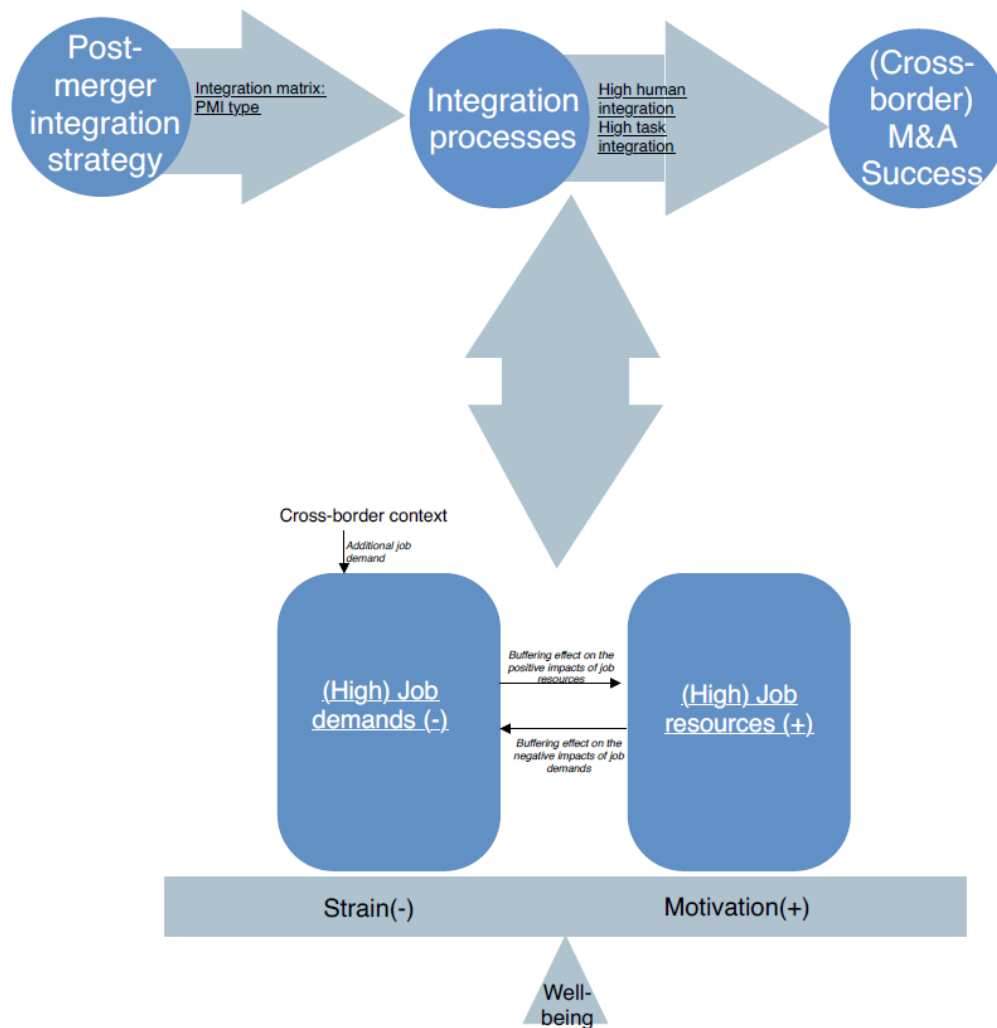 Post-
merger
integration
strategy
Integration matrix:
PMI type
Integration
processes
High human
integration
High task
integration
(Cross-
border)
M&A
Success
Cross-border context
Additional job
demand
(High) Job
demands (-)
Buffering effect on the
positive impacts of job
resources
Buffering effect on the
negative impacts of job
demands
(High) Job
resources (+)
Strain(-)
Motivation(+)
Well-
being